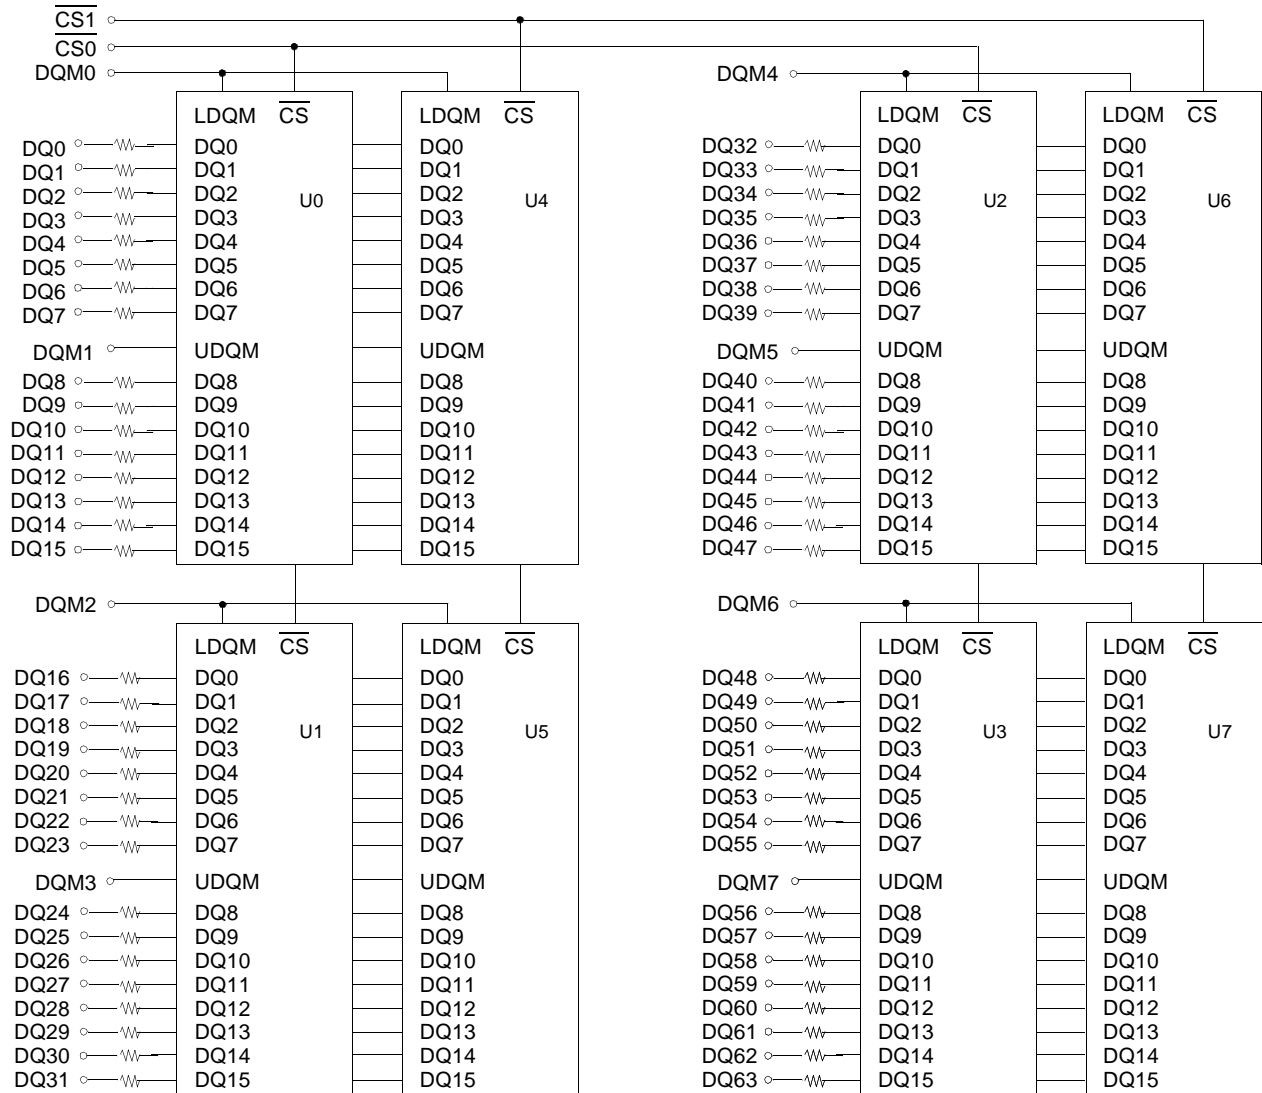 CS1
CS0
DQM0 DQM4
LDQM CS LDQM CS LDQM CS LDQM CS
DQ0 DQ0 DQ0 DQ32 DQ0 DQ0
DQ1 DQ1 DQ1 DQ33 DQ1 DQ1
DQ2 DQ2 U0 DQ2 U4 DQ34 DQ2 U2 DQ2 U6
DQ3 DQ3 DQ3 DQ35 DQ3 DQ3
DQ4 DQ4 DQ4 DQ36 DQ4 DQ4
DQ5 DQ5 DQ5 DQ37 DQ5 DQ5
DQ6 DQ6 DQ6 DQ38 DQ6 DQ6
DQ7 DQ7 DQ7 DQ39 DQ7 DQ7
DQM1 UDQM UDQM DQM5 UDQM UDQM
DQ8 DQ8 DQ8 DQ40 DQ8 DQ8
DQ9 DQ9 DQ9 DQ41 DQ9 DQ9
DQ10 DQ10 DQ10 DQ42 DQ10 DQ10
DQ11 DQ11 DQ11 DQ43 DQ11 DQ11
DQ12 DQ12 DQ12 DQ44 DQ12 DQ12
DQ13 DQ13 DQ13 DQ45 DQ13 DQ13
DQ14 DQ14 DQ14 DQ46 DQ14 DQ14
DQ15 DQ15 DQ15 DQ47 DQ15 DQ15
DQM2 DQM6
LDQM CS LDQM CS LDQM CS LDQM CS
DQ16 DQ0 DQ0 DQ48 DQ0 DQ0
DQ17 DQ1 DQ1 DQ49 DQ1 DQ1
DQ18 DQ2 U1 DQ2 U5 DQ50 DQ2 U3 DQ2 U7
DQ19 DQ3 DQ3 DQ51 DQ3 DQ3
DQ20 DQ4 DQ4 DQ52 DQ4 DQ4
DQ21 DQ5 DQ5 DQ53 DQ5 DQ5
DQ22 DQ6 DQ6 DQ54 DQ6 DQ6
DQ23 DQ7 DQ7 DQ55 DQ7 DQ7
DQM3 UDQM UDQM DQM7 UDQM UDQM
DQ24 DQ8 DQ8 DQ56 DQ8 DQ8
DQ25 DQ9 DQ9 DQ57 DQ9 DQ9
DQ26 DQ10 DQ10 DQ58 DQ10 DQ10
DQ27 DQ11 DQ11 DQ59 DQ11 DQ11
DQ28 DQ12 DQ12 DQ60 DQ12 DQ12
DQ29 DQ13 DQ13 DQ61 DQ13 DQ13
DQ30 DQ14 DQ14 DQ62 DQ14 DQ14
DQ31 DQ15 DQ15 DQ63 DQ15 DQ15